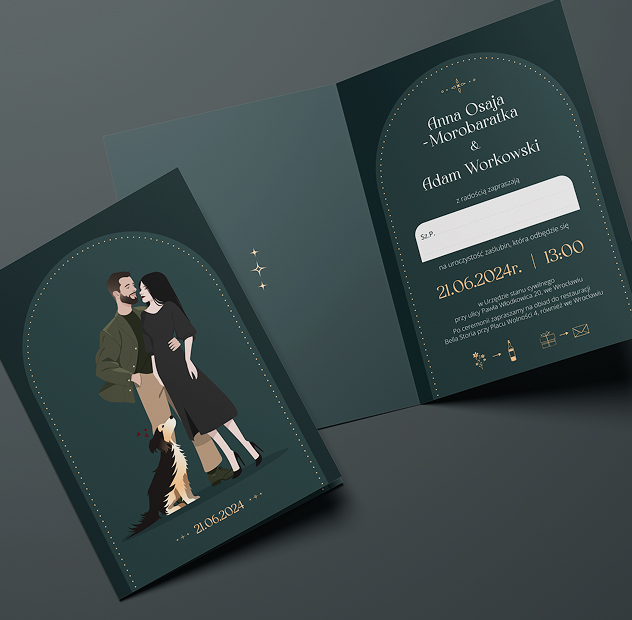 Anna Osaja
-Morobaratka
&
Adam Workowski
z radością zapraszają
Sz.P.
na uroczystość zaślubin, która odbędzie się
21.06.2024r. | 13:00
w Urzędzie stanu cywilnego
przy ulicy Pawła Włodkowica 20, we Wrocławiu
Po ceremonii zapraszamy na obiad do restauracji
Bella Storia przy Placu Wolności 4, również we Wrocławiu
21.06.2024